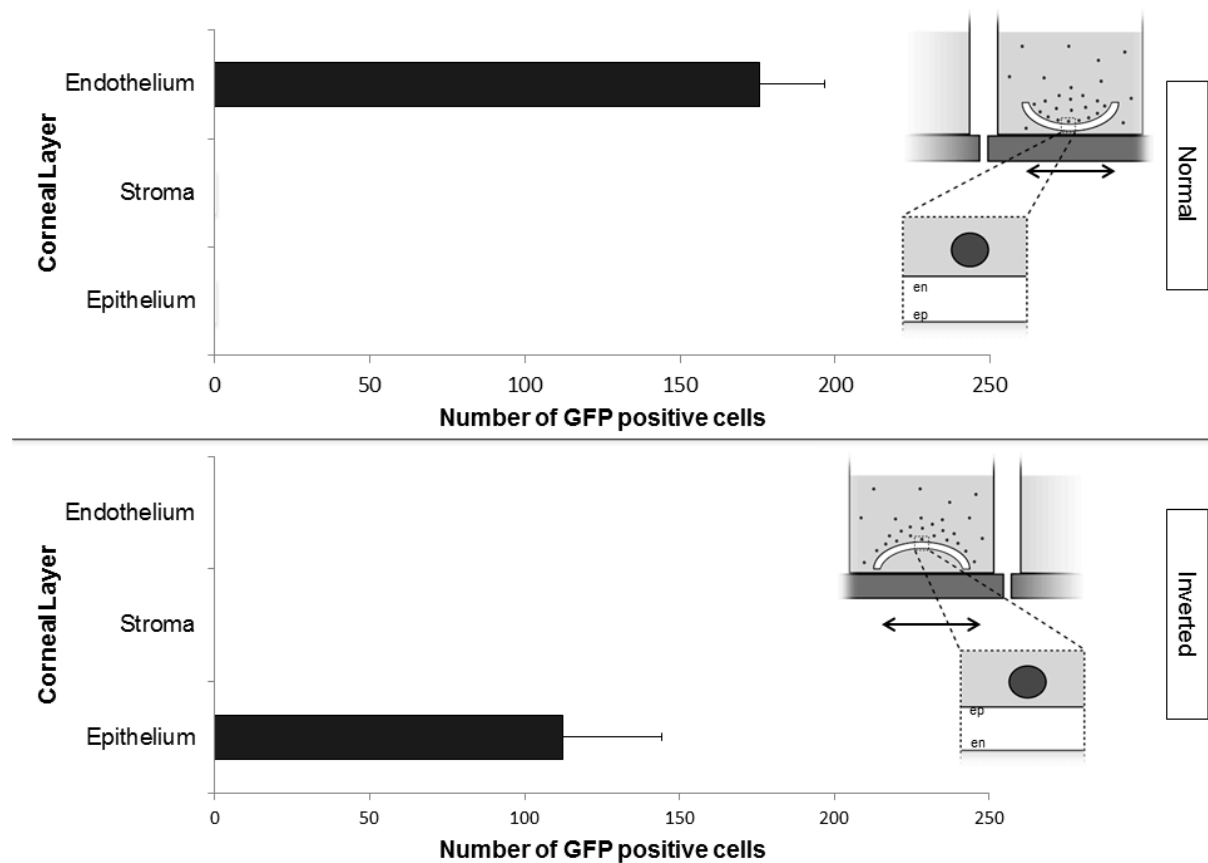 Corneal Layer
Endothelium
Stroma
Epithelium
0 50 100 150 200 250
Number of GFP positive cells
en
ep
Normal
Corneal Layer
Endothelium
Stroma
Epithelium
0 50 100 150 200 250
Number of GFP positive cells
ep
en
Inverted